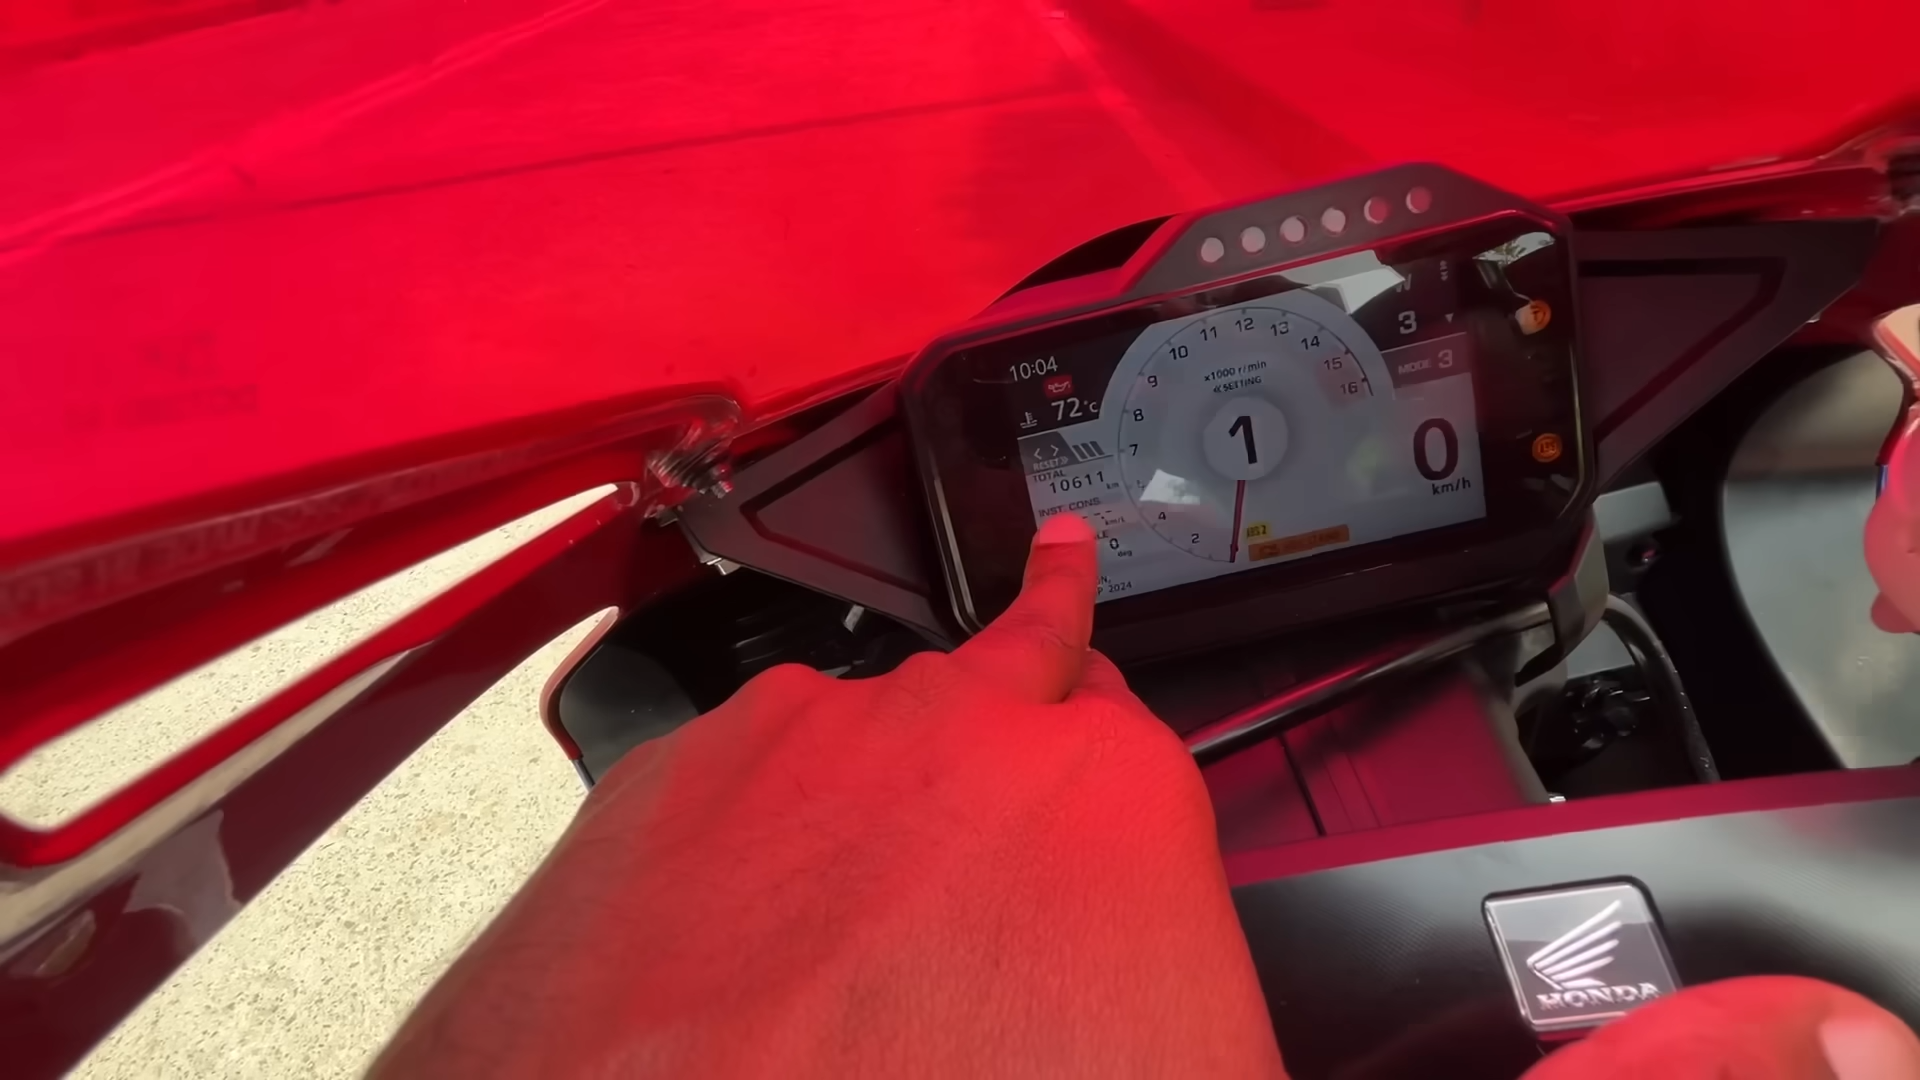 10:04
72°C
RESET
TOTAL
10611 km
INST. CONS.
km/L
0
deg
2024
2
4
7
8
9
10
11
12
13
14
15
16
x1000 r/min
SETTING
1
W
3
MODE 3
0
km/h
HONDA